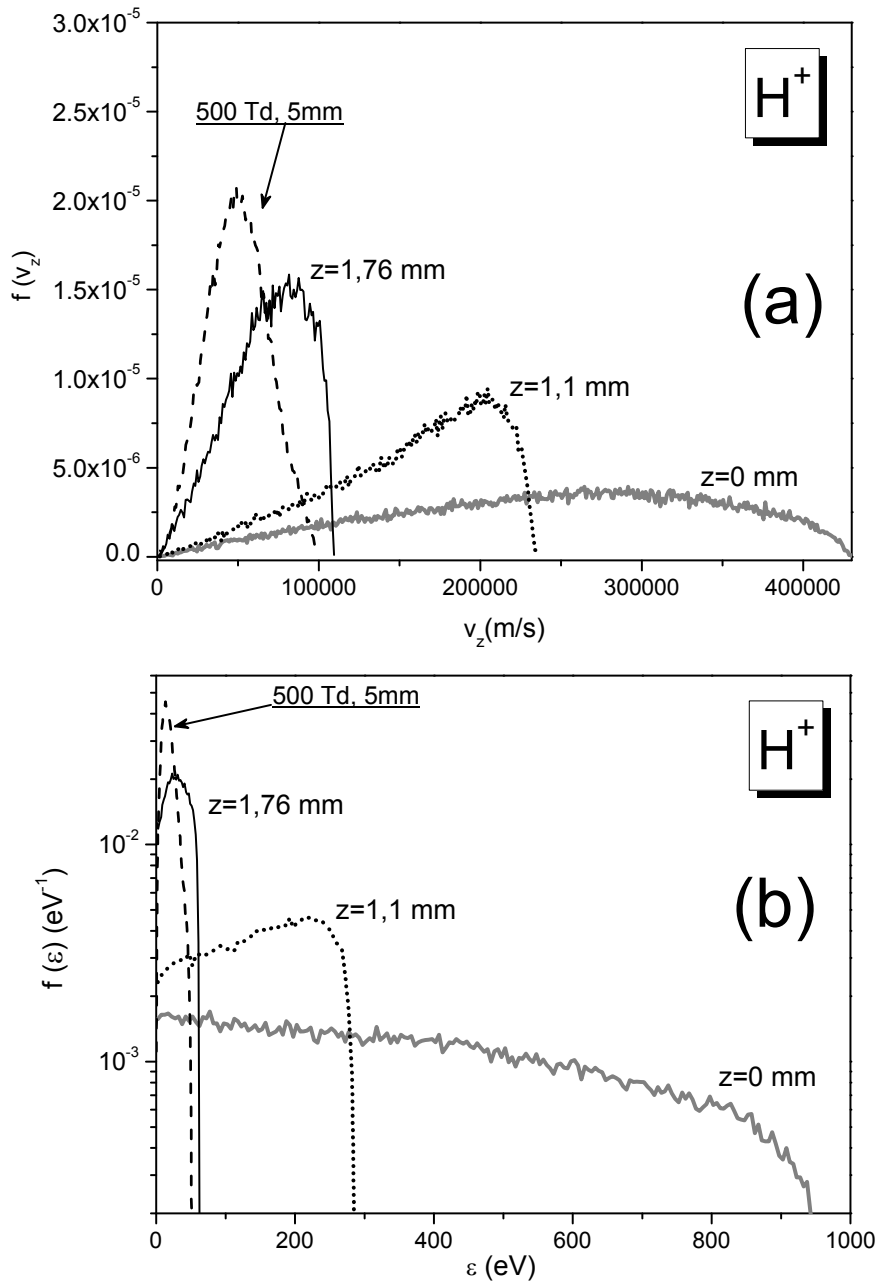 3.0x10⁻⁵
2.5x10⁻⁵
2.0x10⁻⁵
1.5x10⁻⁵
1.0x10⁻⁵
5.0x10⁻⁶
0.0
f (v_z)
500 Td, 5mm
z=1,76 mm
z=1,1 mm
z=0 mm
H⁺
(a)
0 100000 200000 300000 400000
v_z(m/s)
10⁻²
10⁻³
f (ε) (eV⁻¹)
500 Td, 5mm
z=1,76 mm
z=1,1 mm
z=0 mm
H⁺
(b)
0 200 400 600 800 1000
ε (eV)